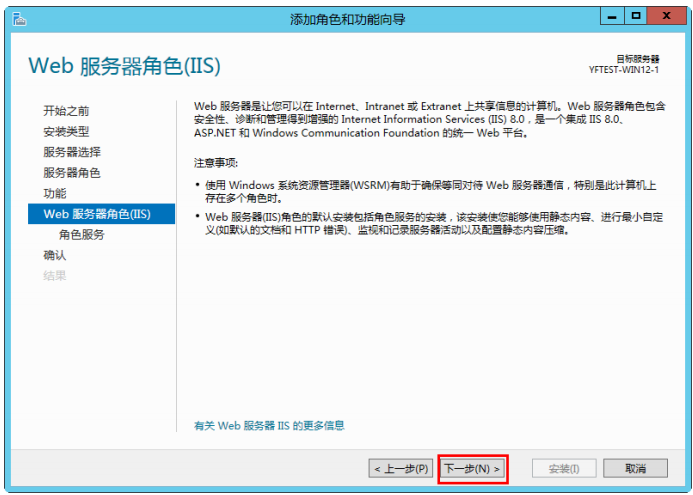 添加角色和功能向导
Web 服务器角色(IIS)
目标服务器
YFTEST-WIN12-1
开始之前
安装类型
服务器选择
服务器角色
功能
Web 服务器角色(IIS)
角色服务
确认
结果
Web 服务器是让您可以在 Internet、Intranet 或 Extranet 上共享信息的计算机。Web 服务器角色包含
安全性、诊断和管理得到增强的 Internet Information Services (IIS) 8.0，是一个集成 IIS 8.0、
ASP.NET 和 Windows Communication Foundation 的统一 Web 平台。
注意事项:
• 使用 Windows 系统资源管理器(WSRM)有助于确保等同对待 Web 服务器通信，特别是此计算机上
存在多个角色时。
• Web 服务器(IIS)角色的默认安装包括角色服务的安装，该安装使您能够使用静态内容、进行最小自定
义(如默认的文档和 HTTP 错误)、监视和记录服务器活动以及配置静态内容压缩。
有关 Web 服务器 IIS 的更多信息
< 上一步(P)
下一步(N) >
安装(I)
取消